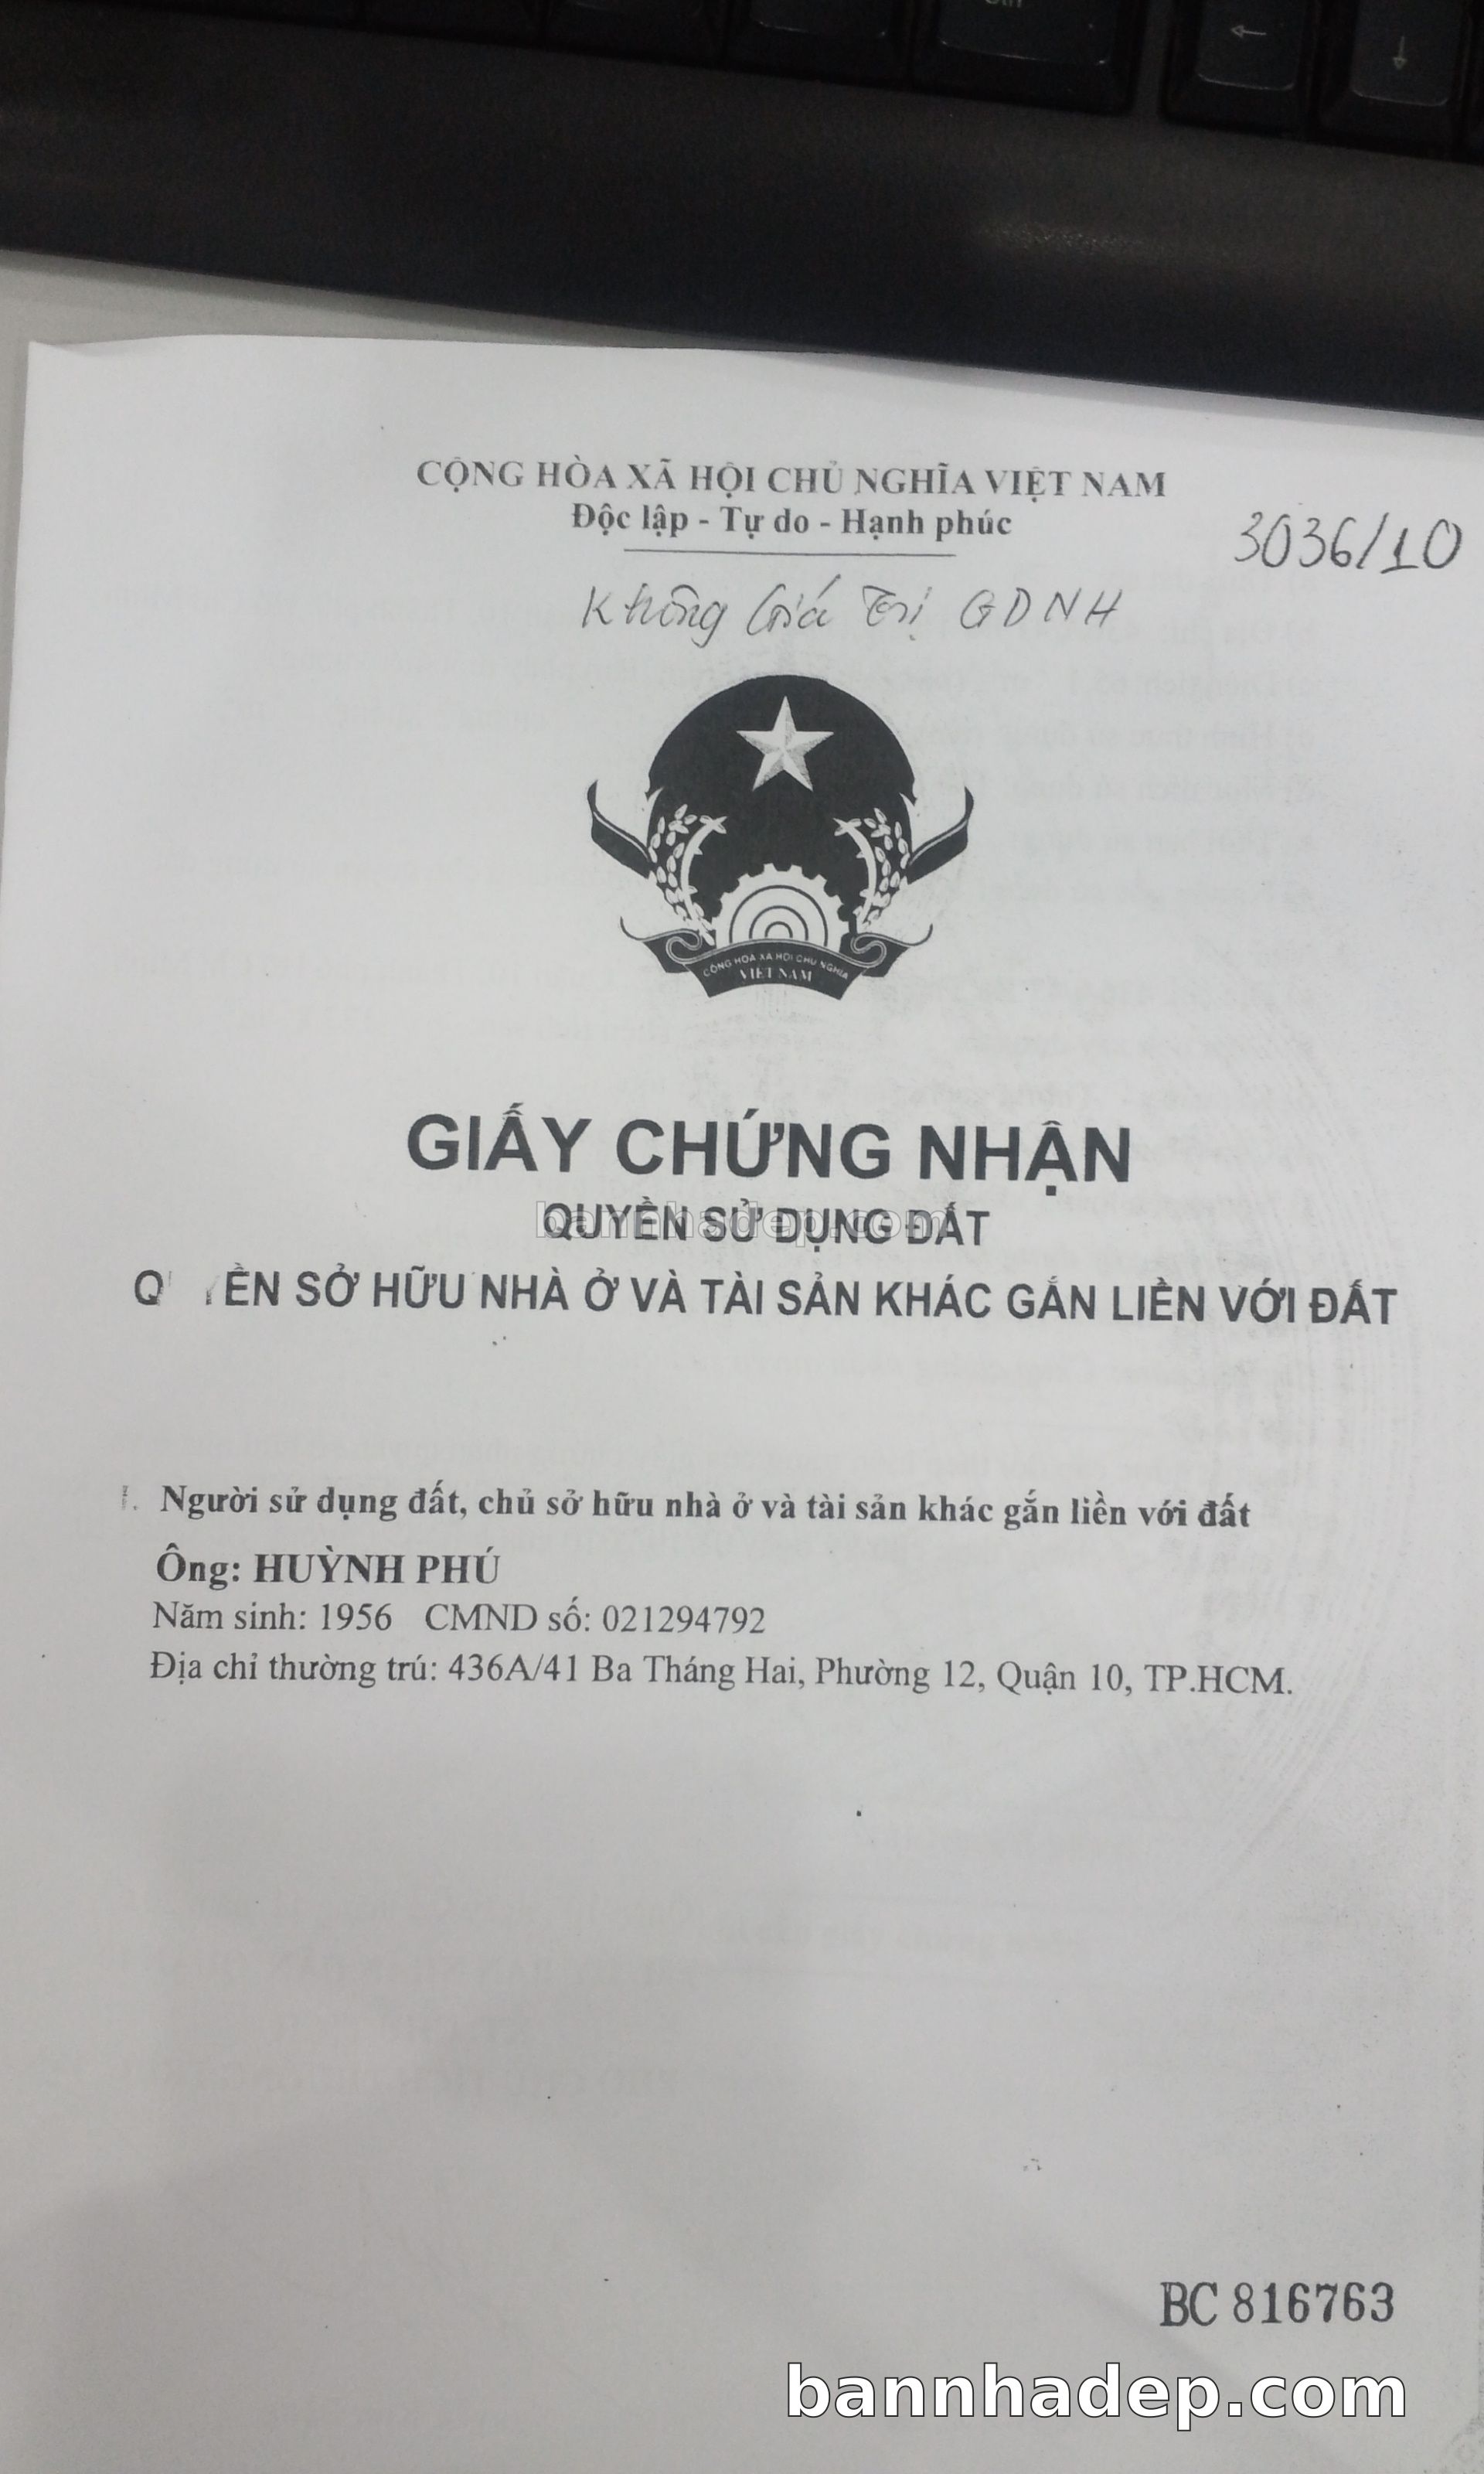 CỘNG HÒA XÃ HỘI CHỦ NGHĨA VIỆT NAM
Độc lập - Tự do - Hạnh phúc
3036/10
Không Giá Trị GDNH
CỘNG HÒA XÃ HỘI CHỦ NGHĨA
VIỆT NAM
GIẤY CHỨNG NHẬN
QUYỀN SỬ DỤNG ĐẤT
bannhadep.com
SỞ HỮU NHÀ Ở VÀ TÀI SẢN KHÁC GẮN LIỀN VỚI ĐẤT
I. Người sử dụng đất, chủ sở hữu nhà ở và tài sản khác gắn liền với đất
Ông: HUỲNH PHÚ
Năm sinh: 1956 CMND số: 021294792
Địa chỉ thường trú: 436A/41 Ba Tháng Hai, Phường 12, Quận 10, TP.HCM.
BC 816763
bannhadep.com